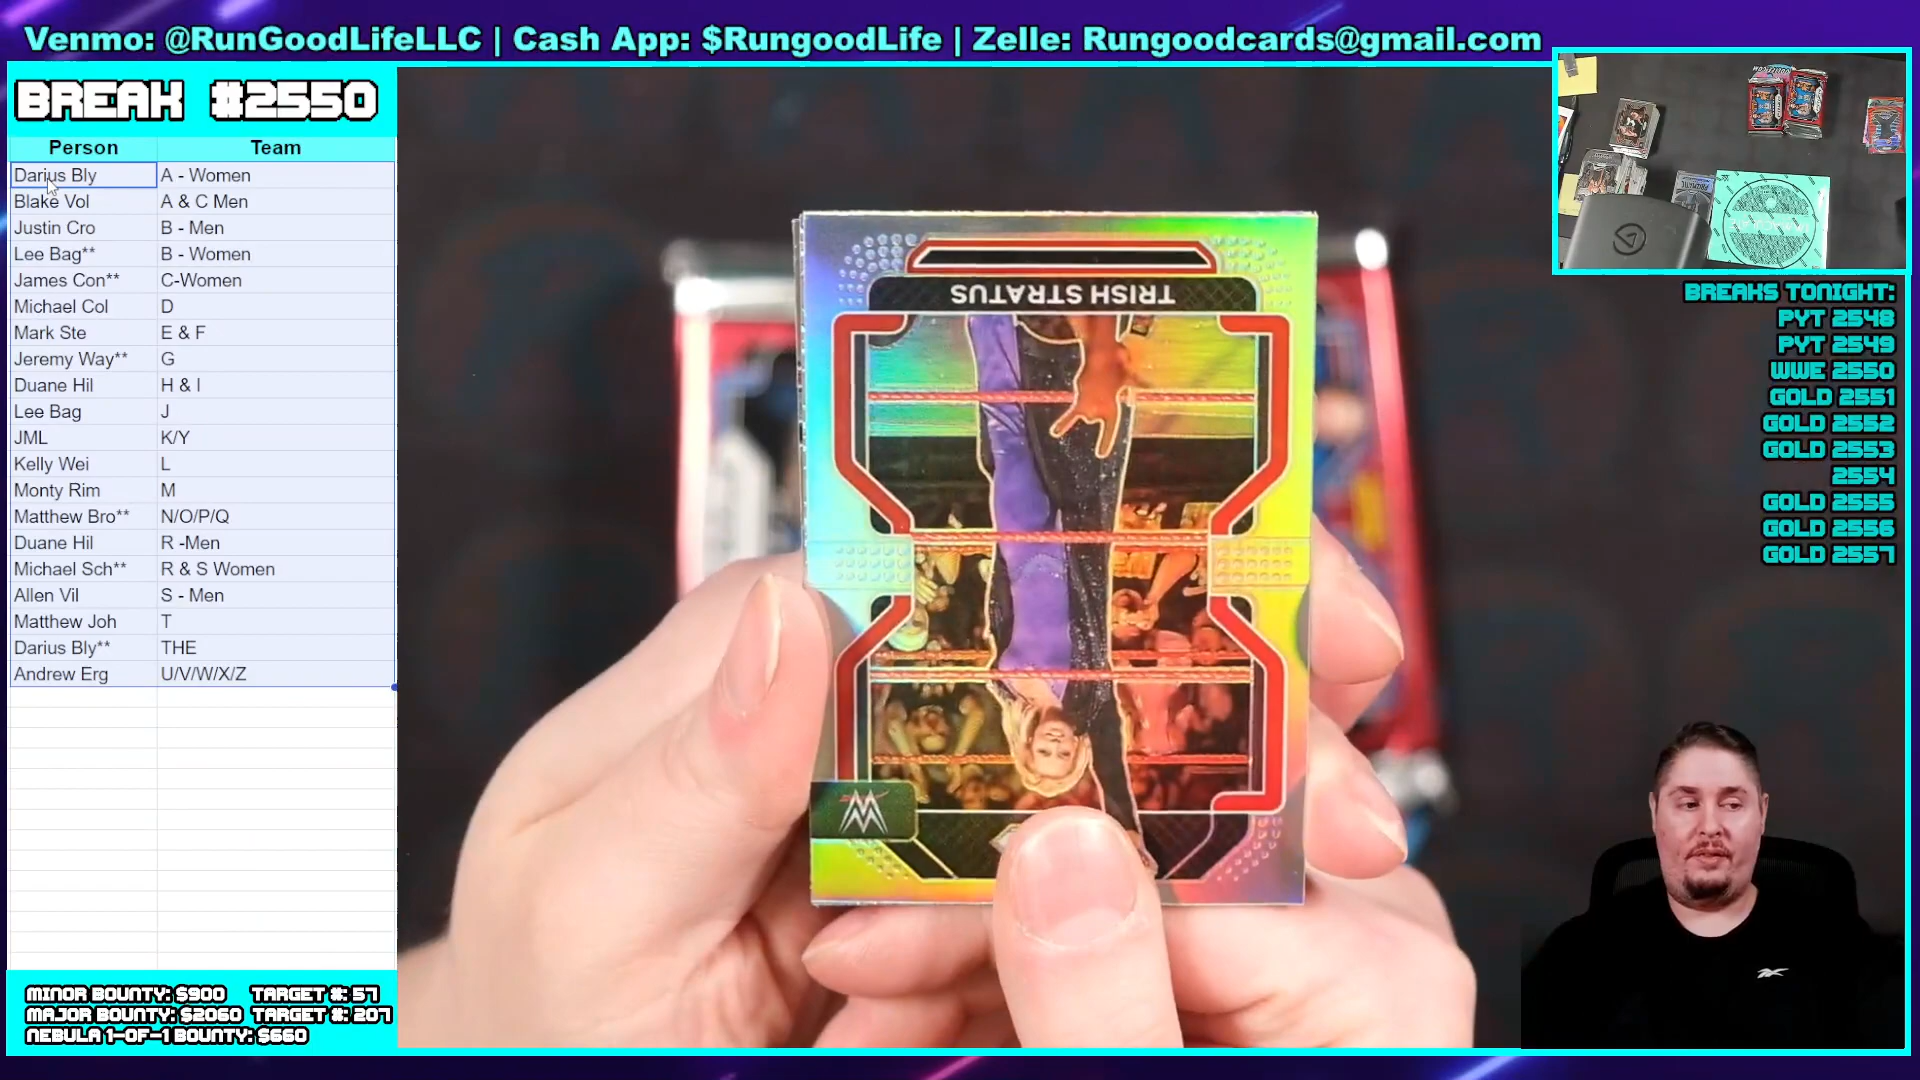 Venmo: @RunGoodLifeLLC | Cash App: $RungoodLife | Zelle: Rungoodcards@gmail.com
BREAK #2550
Person Team
Darius Bly A - Women
Blake Vol A & C Men
Justin Cro B - Men
Lee Bag** B - Women
James Con** C-Women
Michael Col D
Mark Ste E & F
Jeremy Way** G
Duane Hil H & I
Lee Bag J
JML K/Y
Kelly Wei L
Monty Rim M
Matthew Bro** N/O/P/Q
Duane Hil R -Men
Michael Sch** R & S Women
Allen Vil S - Men
Matthew Joh T
Darius Bly** THE
Andrew Erg U/V/W/X/Z
MINOR BOUNTY: $900 TARGET #: 57
MAJOR BOUNTY: $2060 TARGET #: 207
NEBULA 1-OF-1 BOUNTY: $660
TRISH STRATUS
BREAKS TONIGHT:
PYT 2548
PYT 2549
WWE 2550
GOLD 2551
GOLD 2552
GOLD 2553
2554
GOLD 2555
GOLD 2556
GOLD 2557